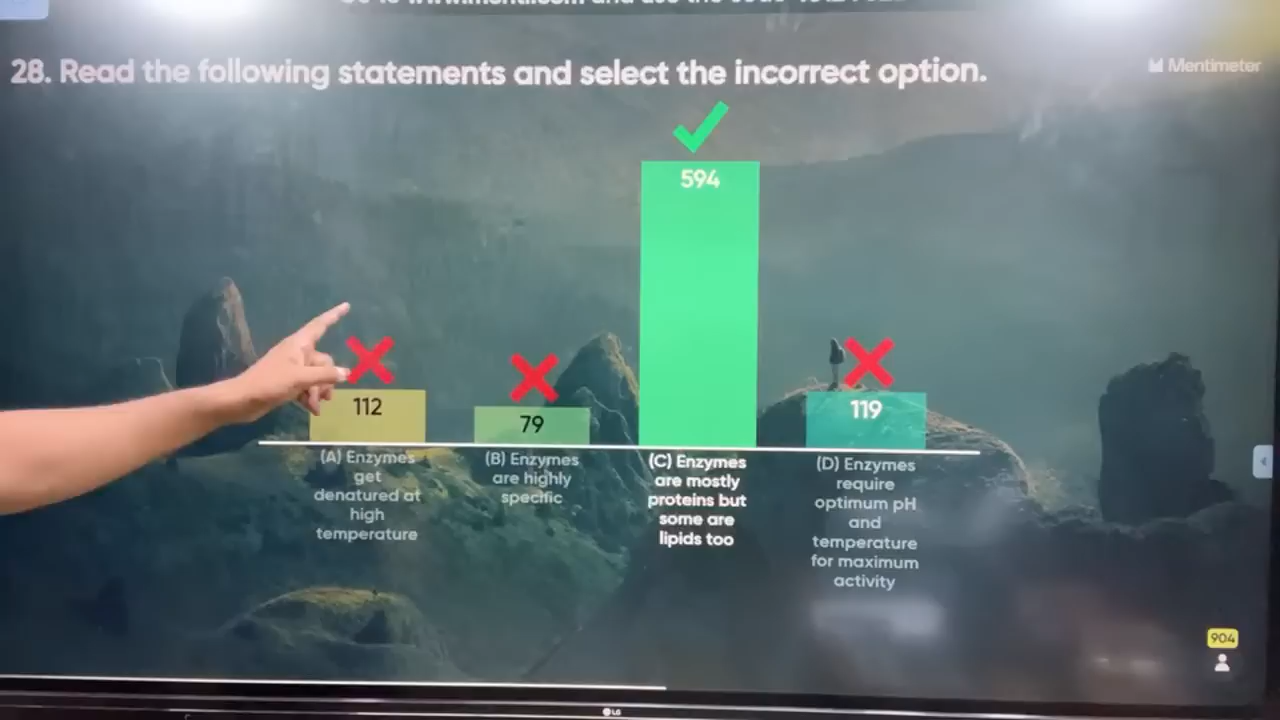 28. Read the following statements and select the incorrect option.
Mentimeter
594
112
79
119
(A) Enzymes
get
denatured at
high
temperature
(B) Enzymes
are highly
specific
(C) Enzymes
are mostly
proteins but
some are
lipids too
(D) Enzymes
require
optimum pH
and
temperature
for maximum
activity
904
LG